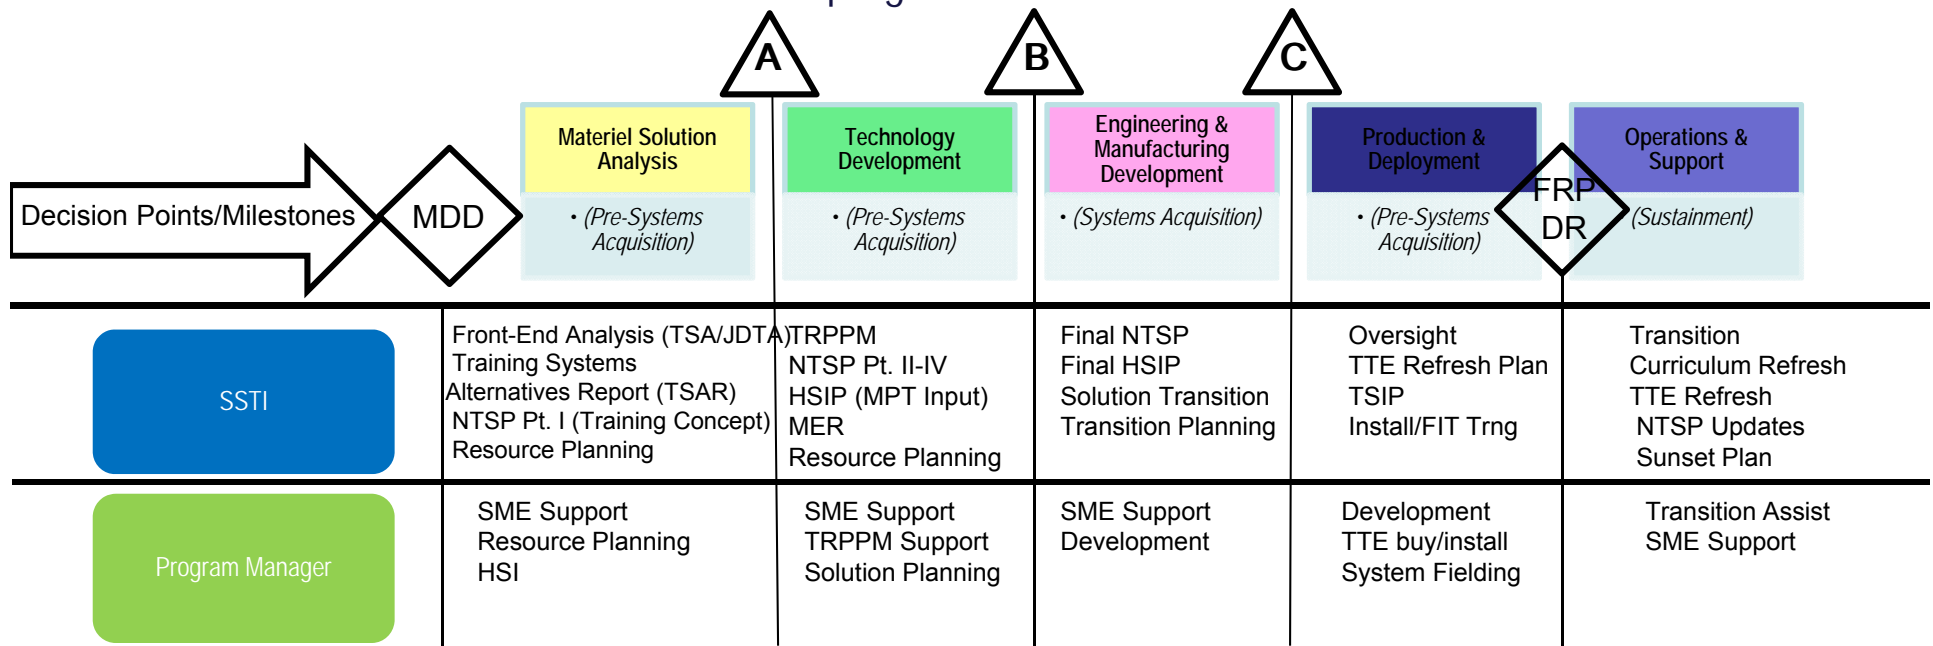 A
B
C
Materiel Solution
Analysis
Technology
Development
Engineering &
Manufacturing
Development
Production &
Deployment
Operations &
Support
Decision Points/Milestones
MDD
• (Pre-Systems
Acquisition)
• (Pre-Systems
Acquisition)
• (Systems Acquisition)
• (Pre-Systems
Acquisition)
FRP
DR
(Sustainment)
SSTI
Front-End Analysis (TSA/JDTA)
Training Systems
Alternatives Report (TSAR)
NTSP Pt. I (Training Concept)
Resource Planning
TRPPM
NTSP Pt. II-IV
HSIP (MPT Input)
MER
Resource Planning
Final NTSP
Final HSIP
Solution Transition
Transition Planning
Oversight
TTE Refresh Plan
TSIP
Install/FIT Trng
Transition
Curriculum Refresh
TTE Refresh
NTSP Updates
Sunset Plan
Program Manager
SME Support
Resource Planning
HSI
SME Support
TRPPM Support
Solution Planning
SME Support
Development
Development
TTE buy/install
System Fielding
Transition Assist
SME Support